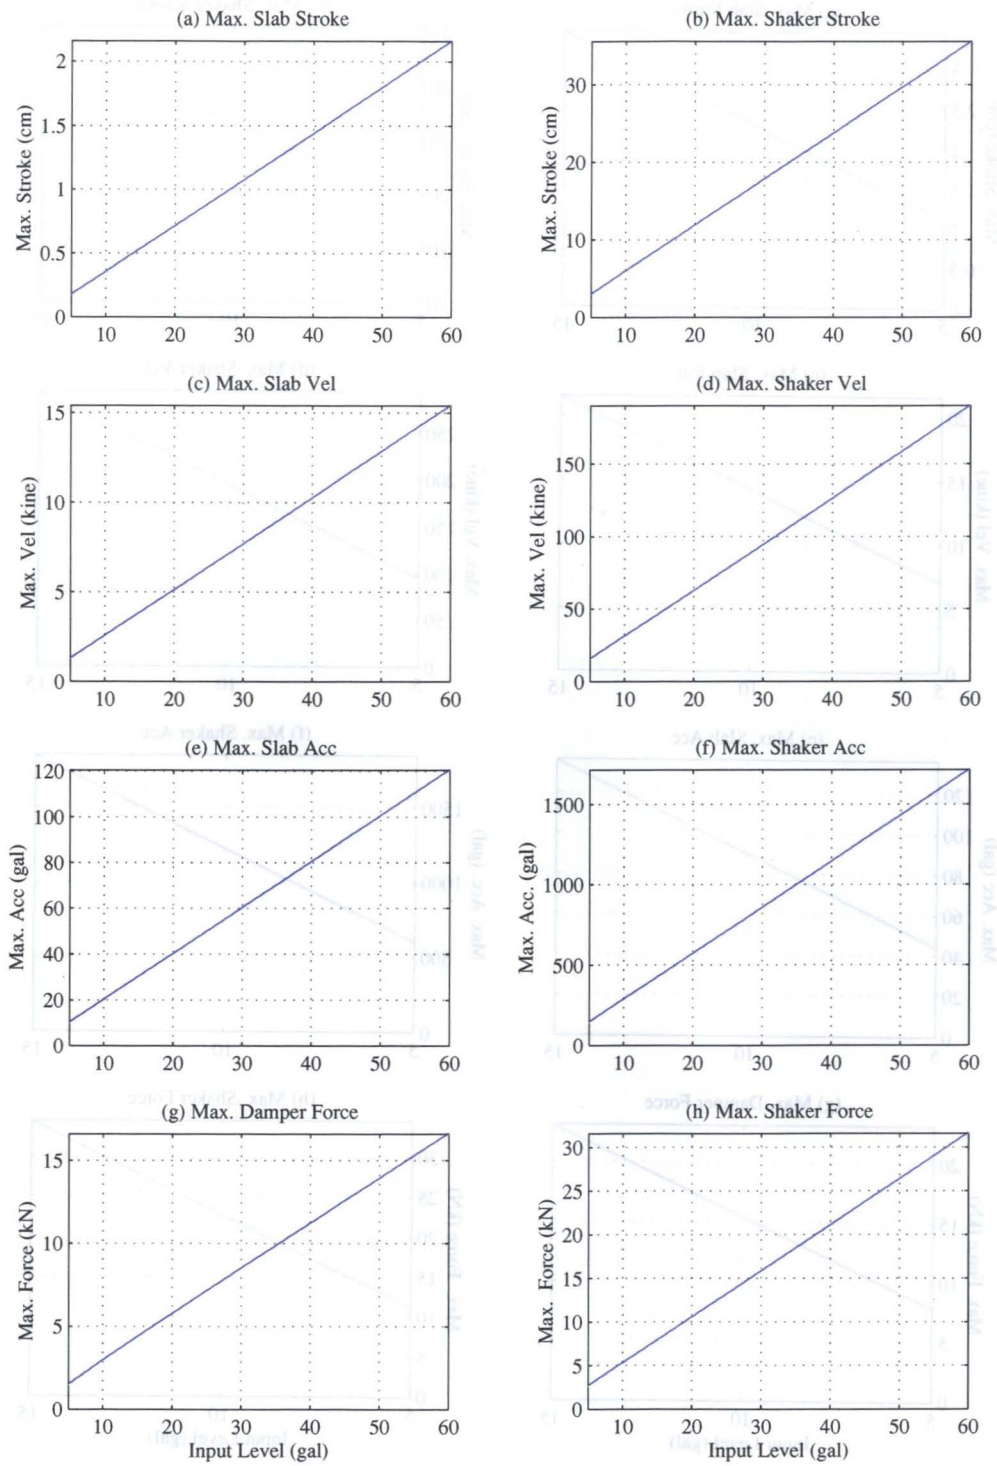 (a) Max. Slab Stroke
Max. Stroke (cm)
2
1.5
1
0.5
0
10 20 30 40 50 60
(b) Max. Shaker Stroke
Max. Stroke (cm)
30
20
10
0
10 20 30 40 50 60
(c) Max. Slab Vel
Max. Vel (kine)
15
10
5
0
10 20 30 40 50 60
(d) Max. Shaker Vel
Max. Vel (kine)
150
100
50
0
10 20 30 40 50 60
(e) Max. Slab Acc
Max. Acc (gal)
120
100
80
60
40
20
0
10 20 30 40 50 60
(f) Max. Shaker Acc
Max. Acc. (gal)
1500
1000
500
0
10 20 30 40 50 60
(g) Max. Damper Force
Max. Force (kN)
15
10
5
0
10 20 30 40 50 60
Input Level (gal)
(h) Max. Shaker Force
Max. Force (kN)
30
25
20
15
10
5
0
10 20 30 40 50 60
Input Level (gal)